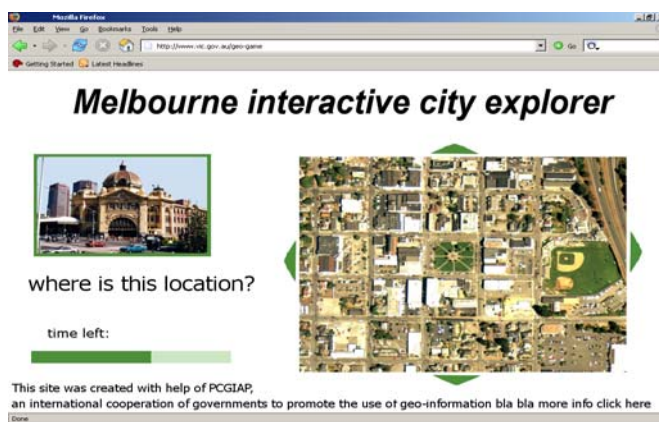 Mozilla Firefox
File Edit View Go Bookmarks Tools Help
http://www.vic.gov.au/geo-game
Go
Getting Started Latest Headlines
Melbourne interactive city explorer
where is this location?
time left:
This site was created with help of PCGIAP,
an international cooperation of governments to promote the use of geo-information bla bla more info click here
Done